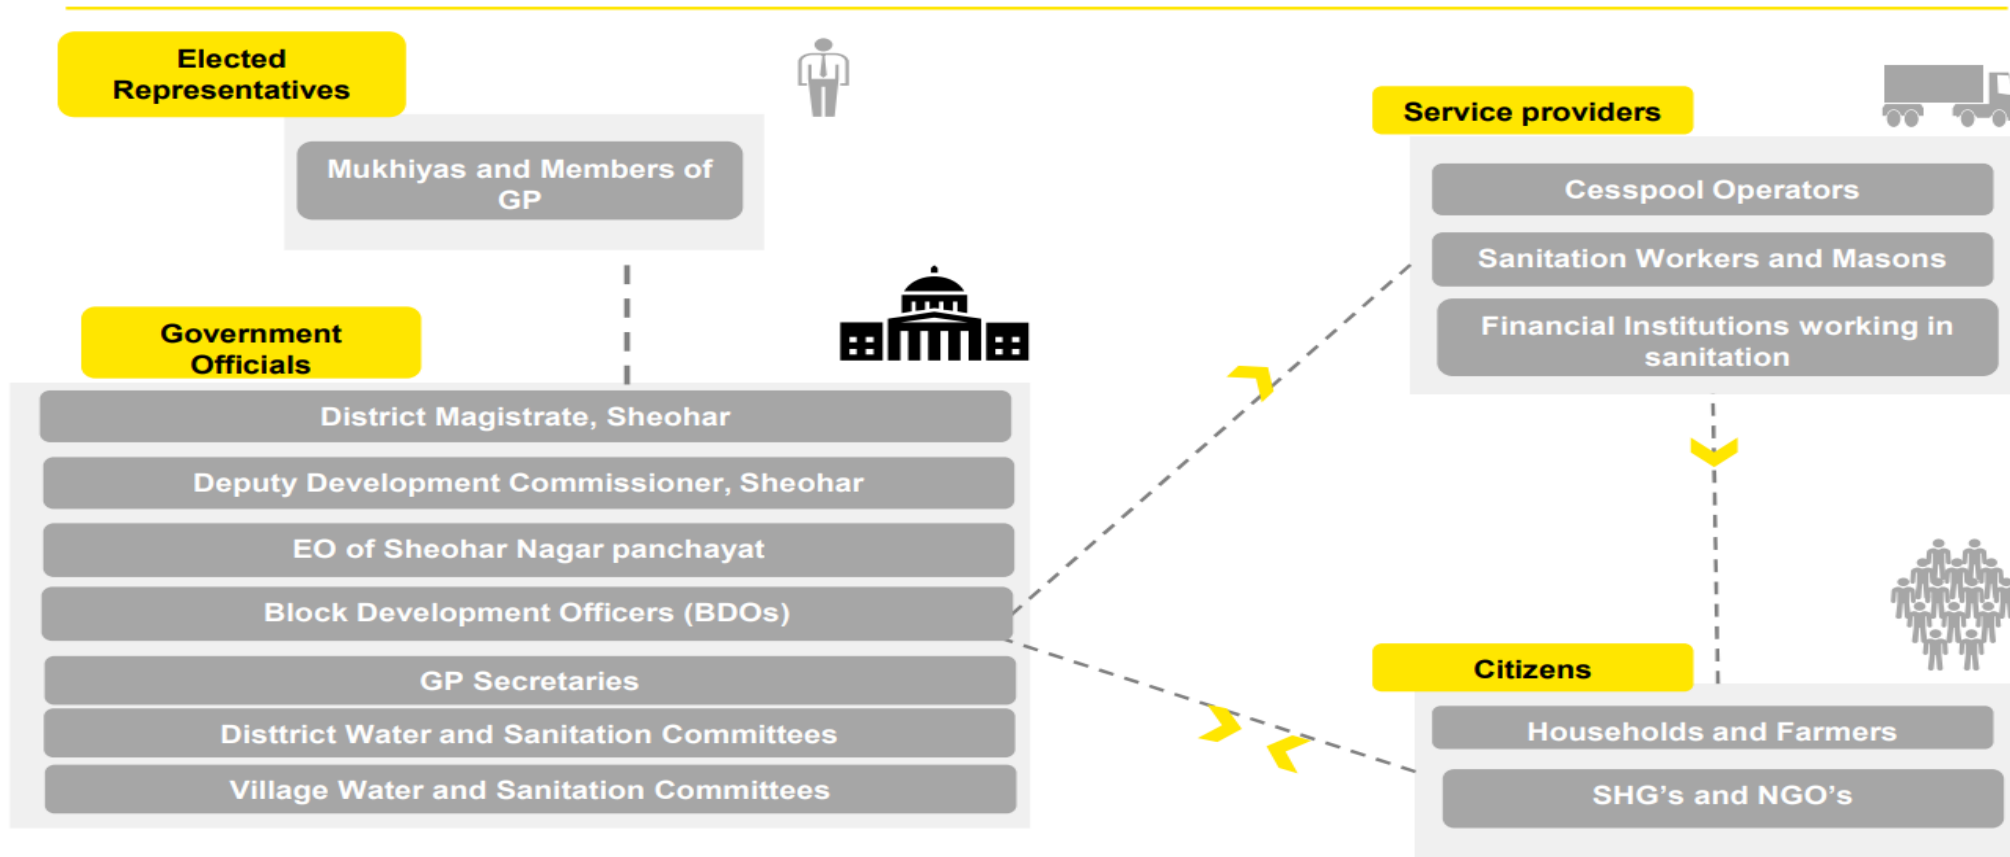 Elected
Representatives
Mukhiyas and Members of
GP
Government
Officials
District Magistrate, Sheohar
Deputy Development Commissioner, Sheohar
EO of Sheohar Nagar panchayat
Block Development Officers (BDOs)
GP Secretaries
Disttrict Water and Sanitation Committees
Village Water and Sanitation Committees
Service providers
Cesspool Operators
Sanitation Workers and Masons
Financial Institutions working in
sanitation
Citizens
Households and Farmers
SHG’s and NGO’s